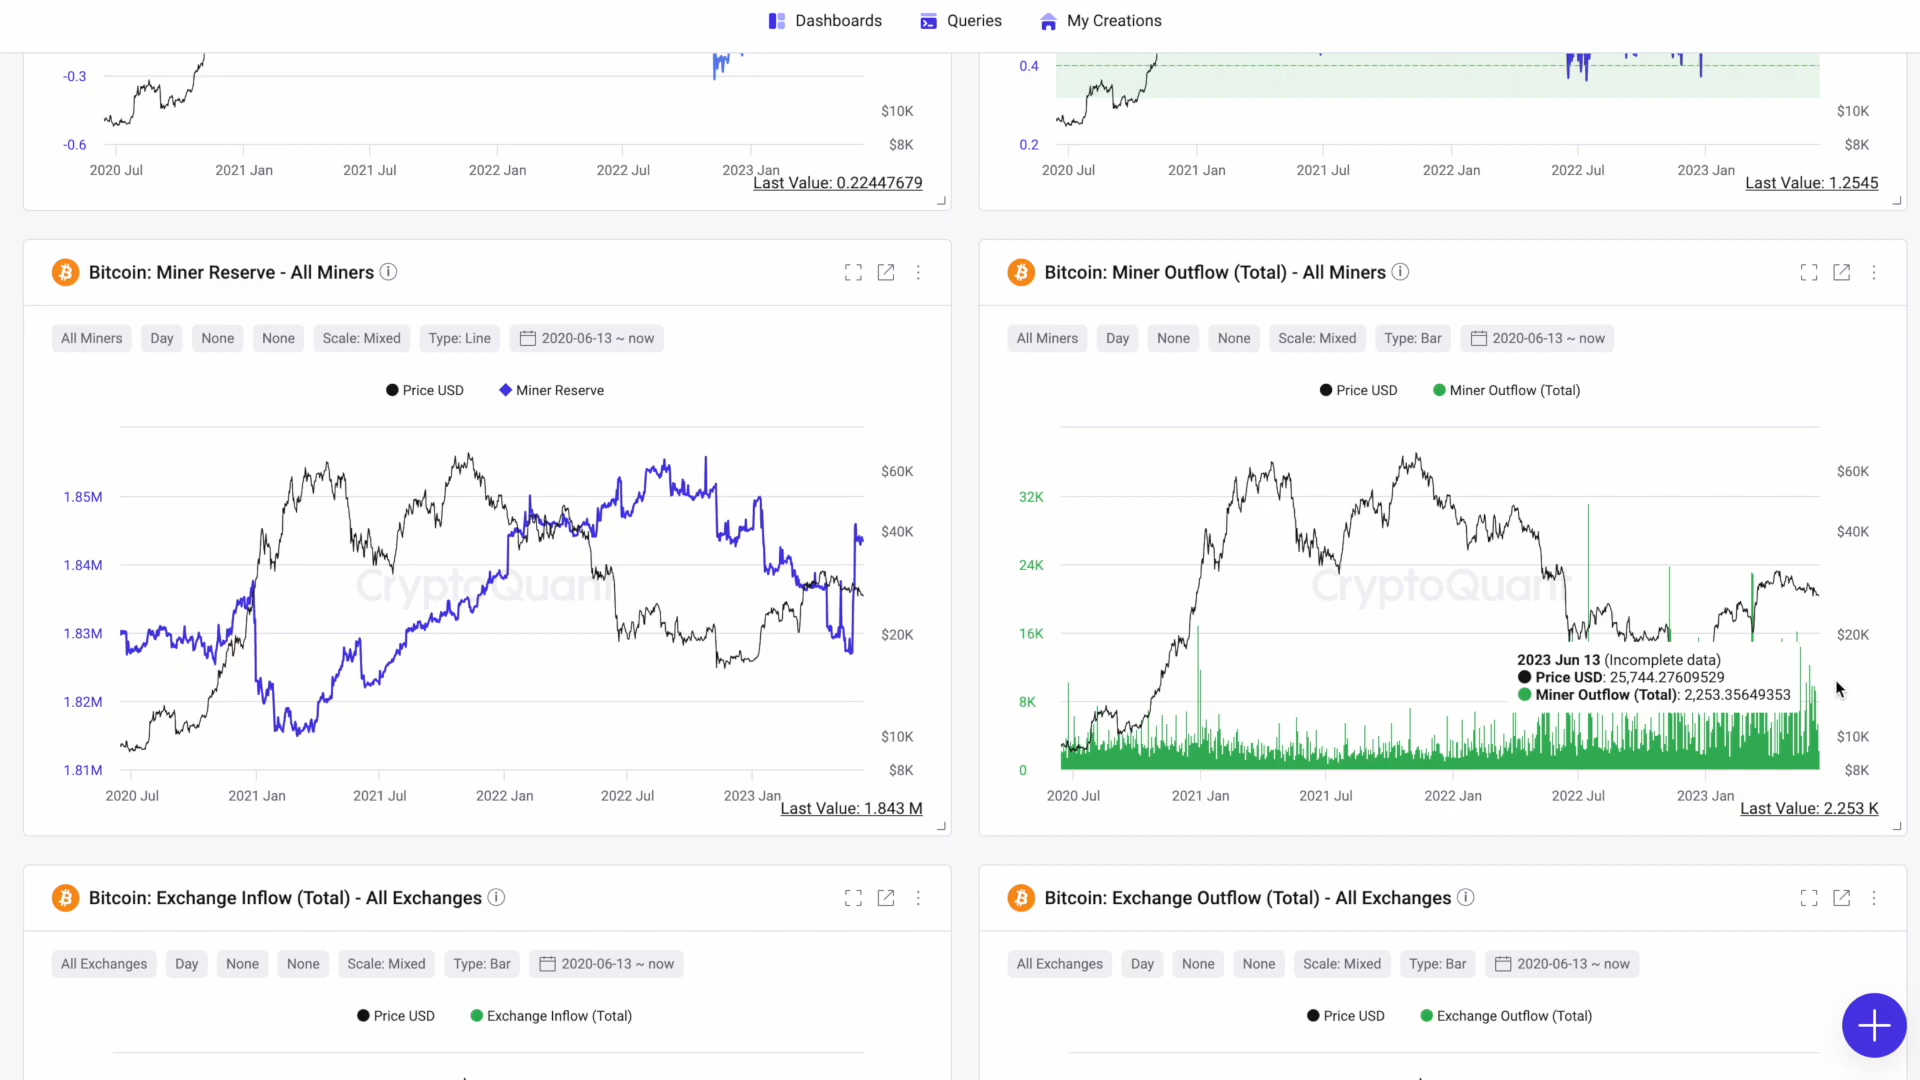 Dashboards Queries My Creations
-0.3
$10K
-0.6
$8K
2020 Jul 2021 Jan 2021 Jul 2022 Jan 2022 Jul 2023 Jan
Last Value: 0.22447679
0.4
$10K
0.2
$8K
2020 Jul 2021 Jan 2021 Jul 2022 Jan 2022 Jul 2023 Jan
Last Value: 1.2545
Bitcoin: Miner Reserve - All Miners
All Miners Day None None Scale: Mixed Type: Line 2020-06-13 ~ now
Price USD Miner Reserve
$60K
1.85M
$40K
1.84M
CryptoQuant
1.83M
$20K
1.82M
$10K
1.81M
$8K
2020 Jul 2021 Jan 2021 Jul 2022 Jan 2022 Jul 2023 Jan
Last Value: 1.843 M
Bitcoin: Miner Outflow (Total) - All Miners
All Miners Day None None Scale: Mixed Type: Bar 2020-06-13 ~ now
Price USD Miner Outflow (Total)
$60K
32K
$40K
24K
CryptoQuant
16K
$20K
2023 Jun 13 (Incomplete data)
Price USD: 25,744.27609529
Miner Outflow (Total): 2,253.35649353
8K
$10K
0
$8K
2020 Jul 2021 Jan 2021 Jul 2022 Jan 2022 Jul 2023 Jan
Last Value: 2.253 K
Bitcoin: Exchange Inflow (Total) - All Exchanges
All Exchanges Day None None Scale: Mixed Type: Bar 2020-06-13 ~ now
Price USD Exchange Inflow (Total)
Bitcoin: Exchange Outflow (Total) - All Exchanges
All Exchanges Day None None Scale: Mixed Type: Bar 2020-06-13 ~ now
Price USD Exchange Outflow (Total)